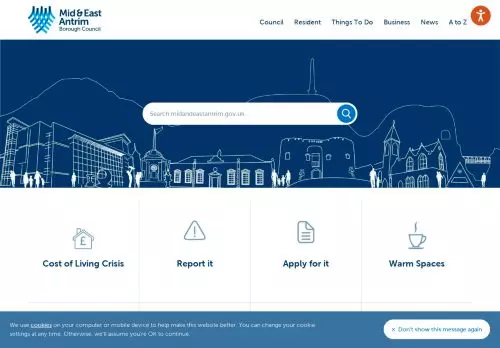 Mid & East
Antrim
Borough Council
Council Resident Things To Do Business News A to Z
Search midandeastantrim.gov.uk
£
Cost of Living Crisis Report it Apply for it Warm Spaces
We use cookies on your computer or mobile device to help make this website better. You can change your cookie
settings at any time. Otherwise, we'll assume you're OK to continue.
× Don't show this message again